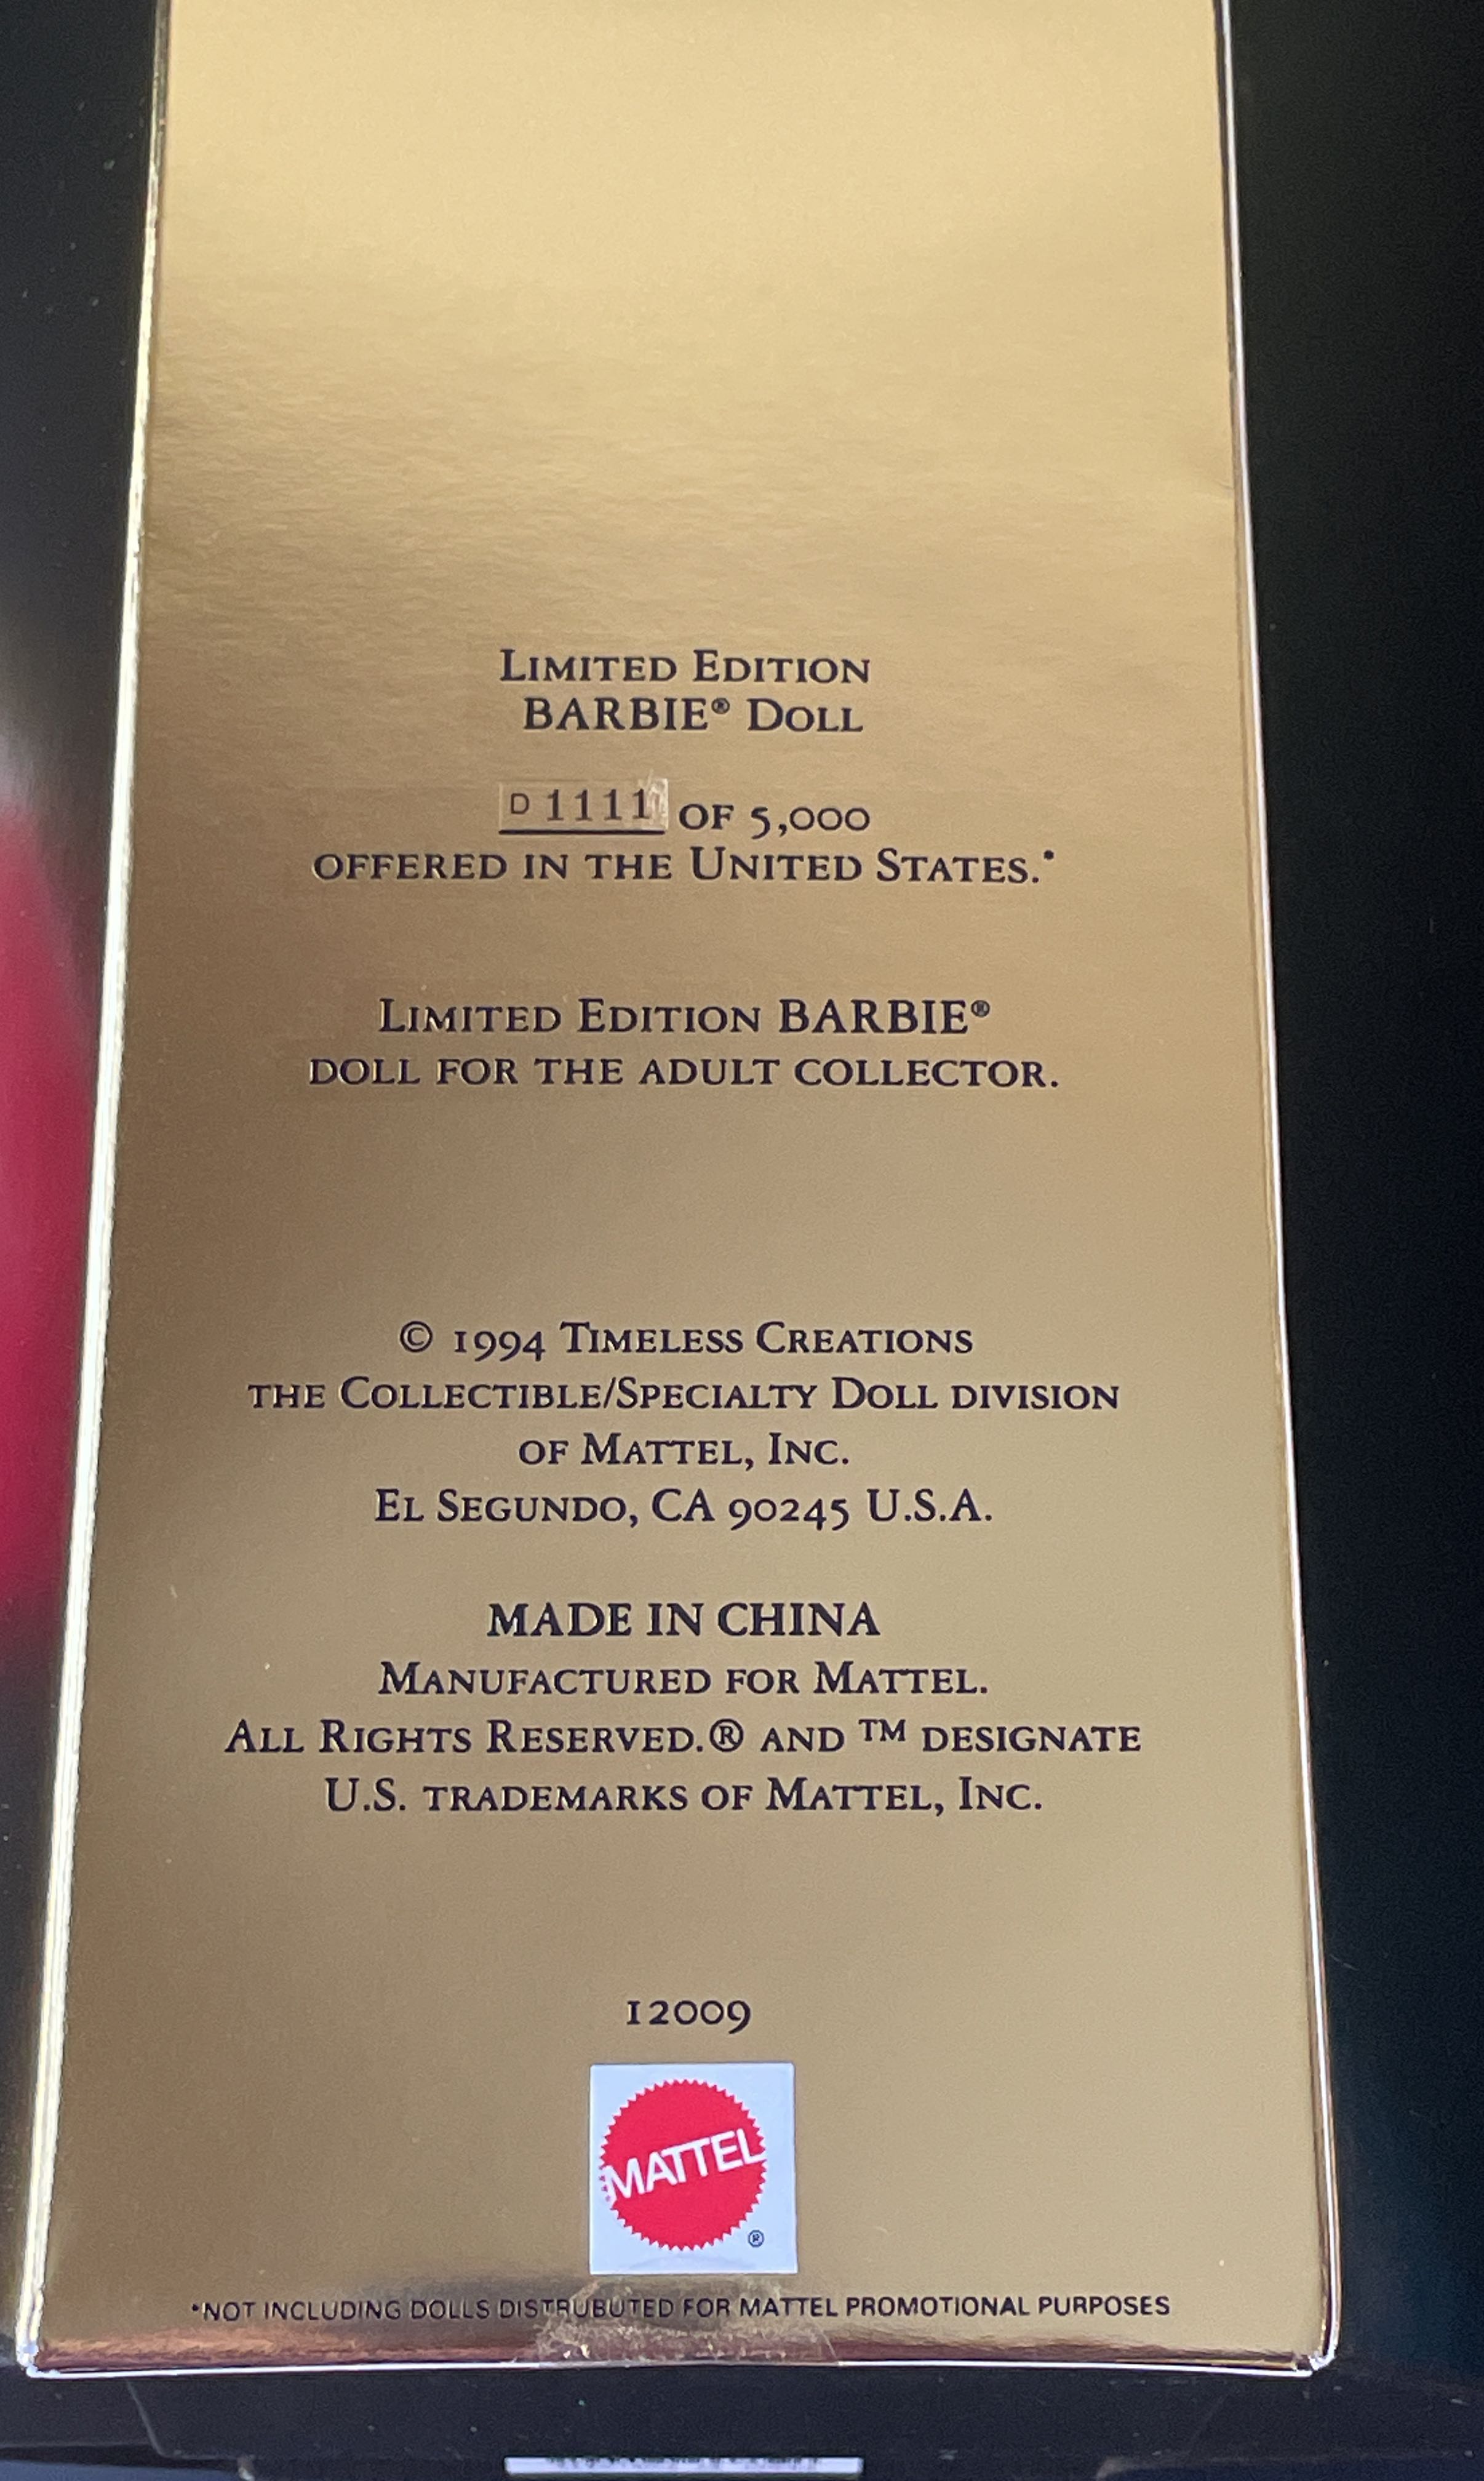 Limited Edition
BARBIE® Doll
D 1111 of 5,000
offered in the United States.*
Limited Edition BARBIE®
doll for the adult collector.
© 1994 Timeless Creations
the Collectible/Specialty Doll division
of Mattel, Inc.
El Segundo, CA 90245 U.S.A.
MADE IN CHINA
Manufactured for Mattel.
All Rights Reserved.® and ™ designate
U.S. trademarks of Mattel, Inc.
12009
MATTEL
®
*NOT INCLUDING DOLLS DISTRUBUTED FOR MATTEL PROMOTIONAL PURPOSES